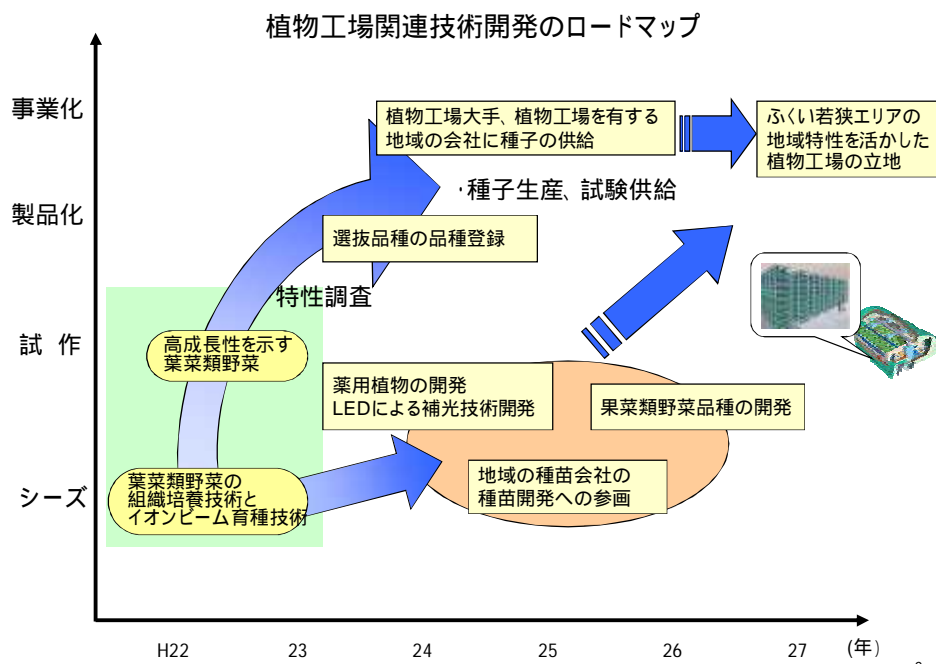 植物工場関連技術開発のロードマップ
事業化
植物工場大手、植物工場を有する
地域の会社に種子の供給
ふくい若狭エリアの
地域特性を活かした
植物工場の立地
・種子生産、試験供給
製品化
選抜品種の品種登録
特性調査
試 作
高成長性を示す
葉菜類野菜
薬用植物の開発
LEDによる補光技術開発
果菜類野菜品種の開発
シーズ
葉菜類野菜の
組織培養技術と
イオンビーム育種技術
地域の種苗会社の
種苗開発への参画
H22 23 24 25 26 27 (年)